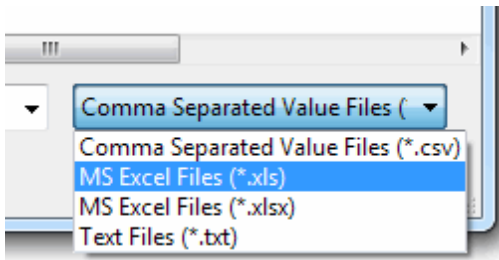 Comma Separated Value Files (
Comma Separated Value Files (*.csv)
MS Excel Files (*.xls)
MS Excel Files (*.xlsx)
Text Files (*.txt)